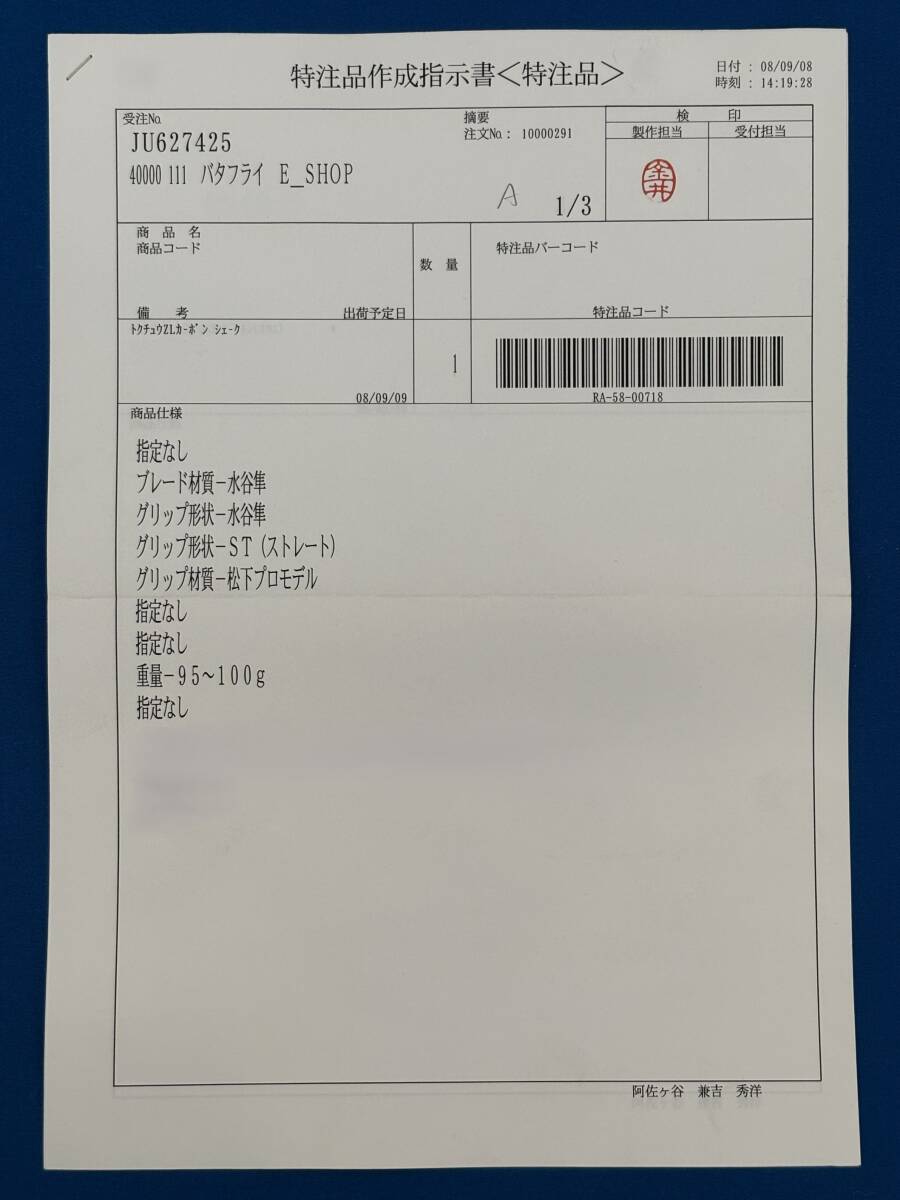 特注品作成指示書＜特注品＞
日付 : 08/09/08
時刻 : 14:19:28
受注No.
JU627425
40000 111 バタフライ E_SHOP
摘要
注文No.: 10000291
A 1/3
検 印
製作担当 受付担当
金井
商 品 名
商品コード
数 量
特注品バーコード
備 考 出荷予定日
特注品コード
ﾄｸﾁｭｳZLｶｰﾎﾞﾝ ｼｪｰｸ
1
08/09/09
RA-58-00718
商品仕様
指定なし
ブレード材質－水谷隼
グリップ形状－水谷隼
グリップ形状－ＳＴ（ストレート）
グリップ材質－松下プロモデル
指定なし
指定なし
重量－９５～１００ｇ
指定なし
阿佐ヶ谷 兼吉 秀洋